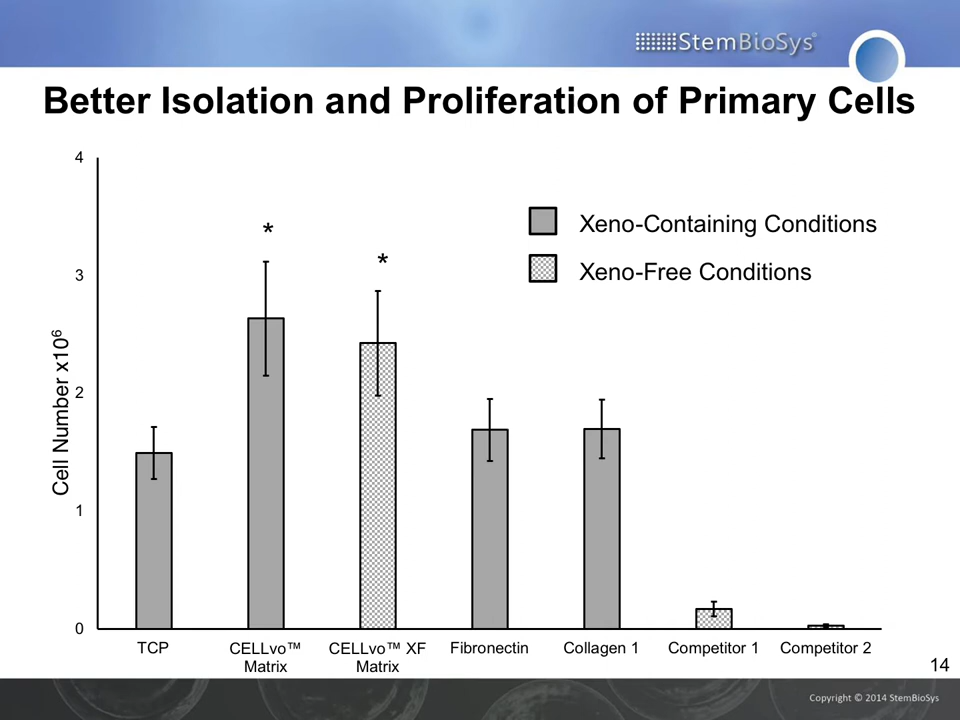 StemBioSys®
Better Isolation and Proliferation of Primary Cells
4
3
2
1
0
Cell Number x10⁶
*
*
Xeno-Containing Conditions
Xeno-Free Conditions
TCP
CELLvo™
Matrix
CELLvo™ XF
Matrix
Fibronectin
Collagen 1
Competitor 1
Competitor 2
14
Copyright © 2014 StemBioSys